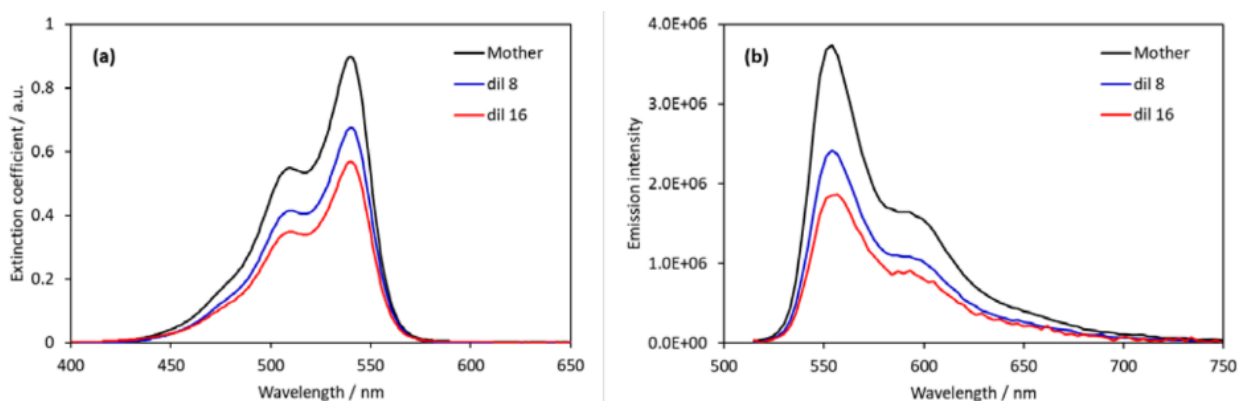 (a)
Mother
dil 8
dil 16
Extinction coefficient / a.u.
1
0.8
0.6
0.4
0.2
0
400 450 500 550 600 650
Wavelength / nm
(b)
Mother
dil 8
dil 16
Emission intensity
4.0E+06
3.0E+06
2.0E+06
1.0E+06
0.0E+00
500 550 600 650 700 750
Wavelength / nm